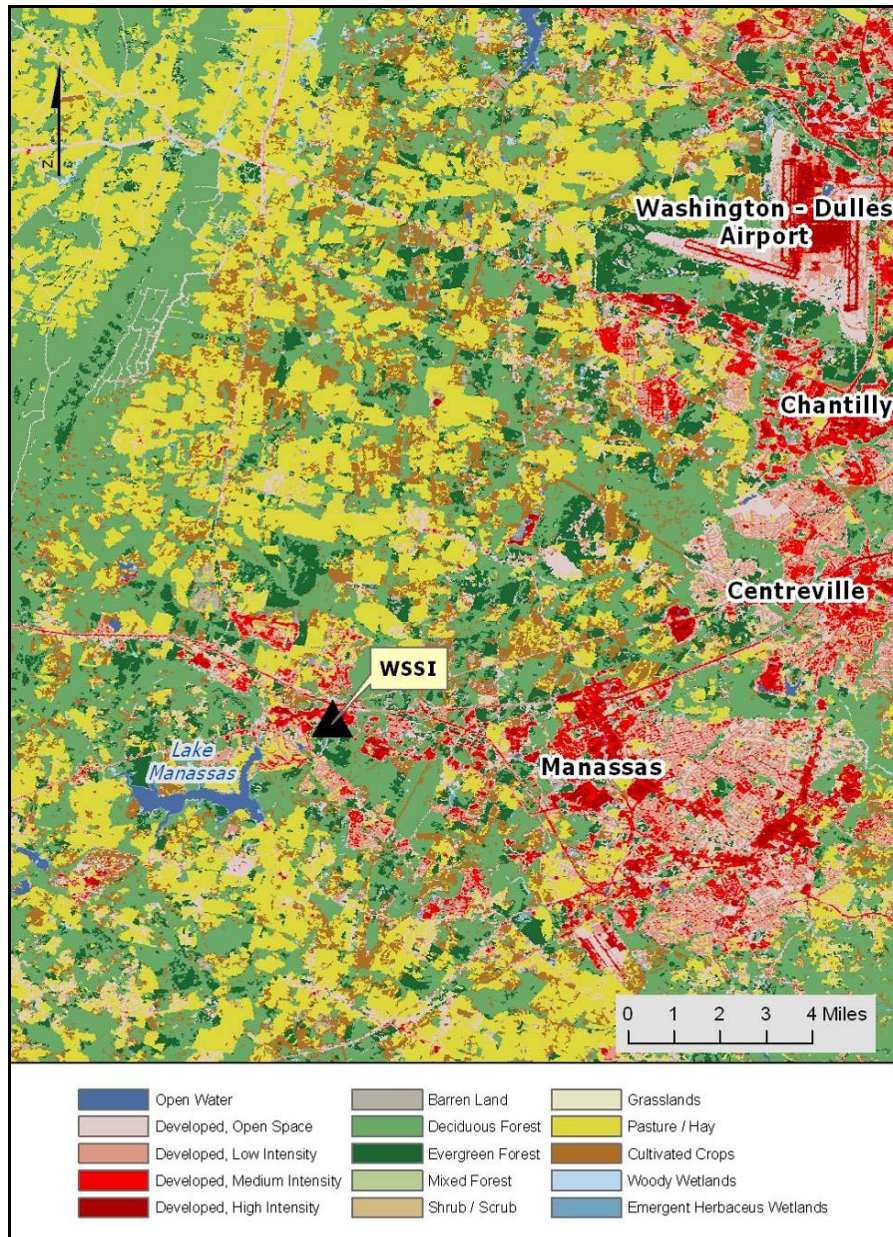 N
Washington - Dulles
Airport
Chantilly
Centreville
WSSI
Lake
Manassas
Manassas
0 1 2 3 4 Miles
Open Water
Developed, Open Space
Developed, Low Intensity
Developed, Medium Intensity
Developed, High Intensity
Barren Land
Deciduous Forest
Evergreen Forest
Mixed Forest
Shrub / Scrub
Grasslands
Pasture / Hay
Cultivated Crops
Woody Wetlands
Emergent Herbaceus Wetlands